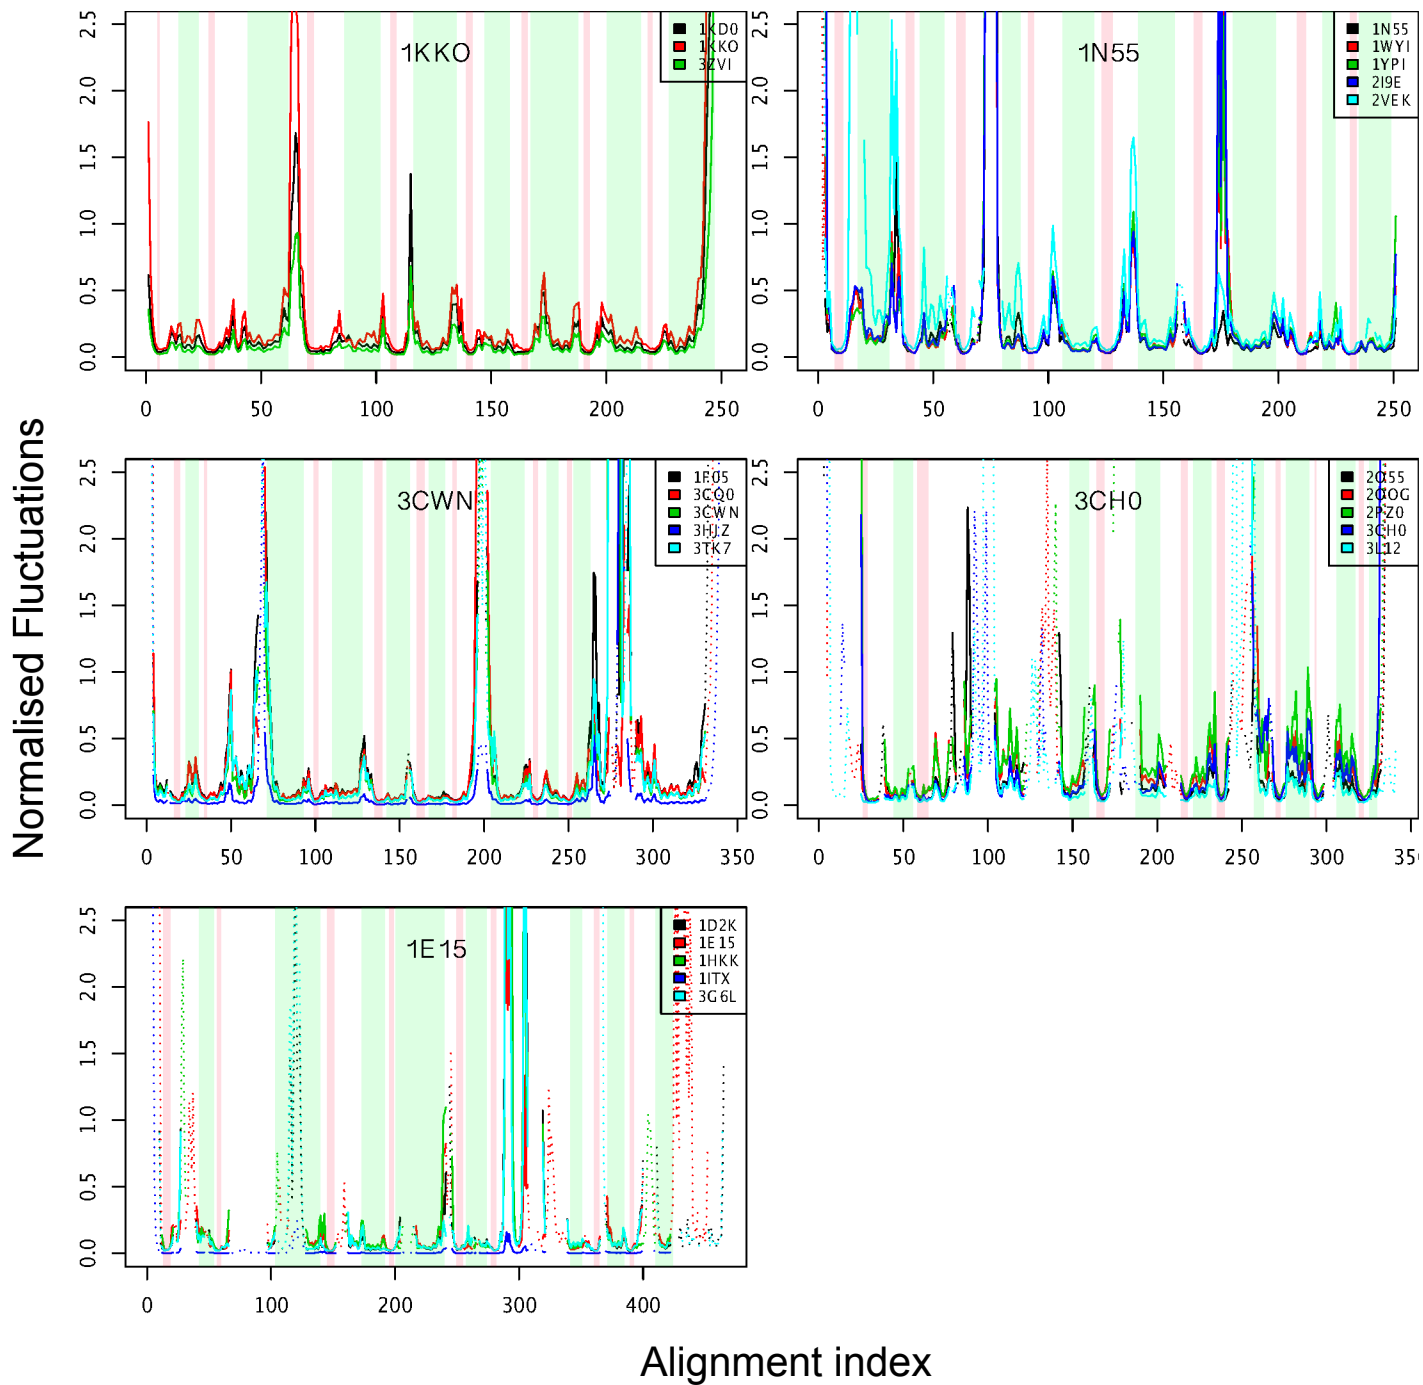 1KKO
1KD0
1KKO
3ZVI
0.0 0.5 1.0 1.5 2.0 2.5
0 50 100 150 200 250
1N55
1N55
1WYI
1YPI
2I9E
2VEK
0.0 0.5 1.0 1.5 2.0 2.5
0 50 100 150 200 250
Normalised Fluctuations
3CWN
1F05
3CQ0
3CWN
3HJZ
3TK7
0.0 0.5 1.0 1.5 2.0 2.5
0 50 100 150 200 250 300 350
3CH0
2O55
2OOG
2PZ0
3CH0
3L12
0.0 0.5 1.0 1.5 2.0 2.5
0 50 100 150 200 250 300 35
1E15
1D2K
1E15
1HKK
1ITX
3G6L
0.0 0.5 1.0 1.5 2.0 2.5
0 100 200 300 400
Alignment index